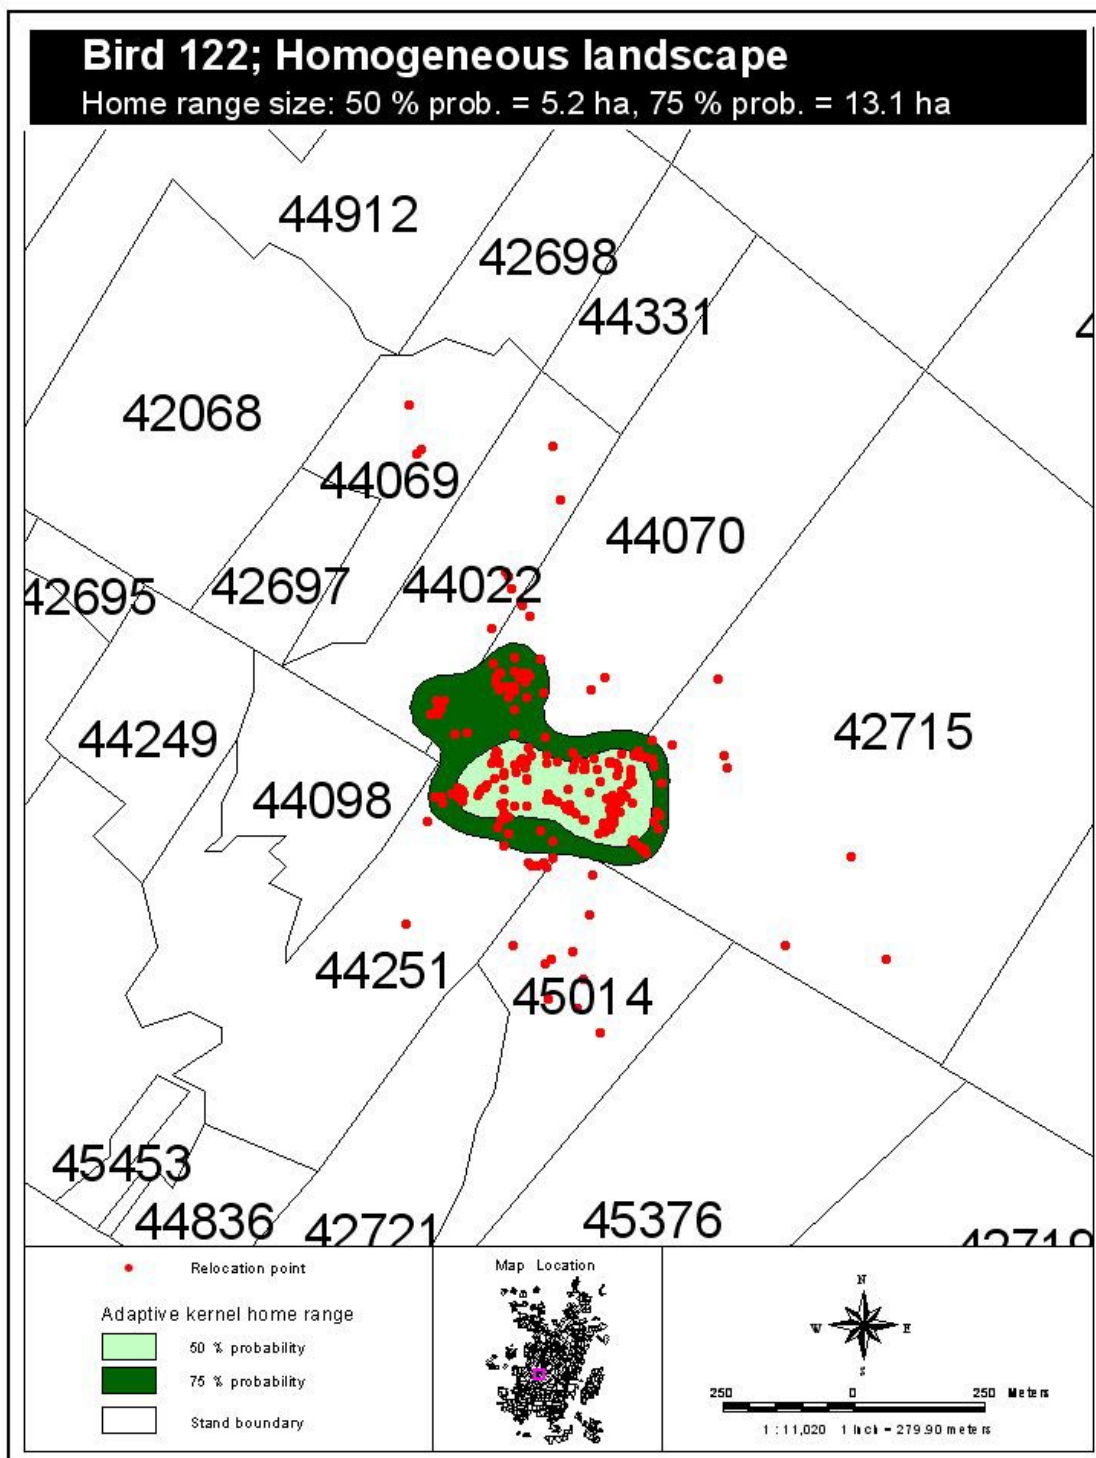 Bird 122; Homogeneous landscape
Home range size: 50 % prob. = 5.2 ha, 75 % prob. = 13.1 ha
44912
42698
44331
42068
44069
44070
42697
44022
42695
42715
44249
44098
44251
45014
45453
44836
42721
45376
42719
Relocation point
Adaptive kernel home range
50 % probability
75 % probability
Stand boundary
Map Location
N
W
E
S
250 0 250 Meters
1 : 11,020 1 Inch = 279.90 meters